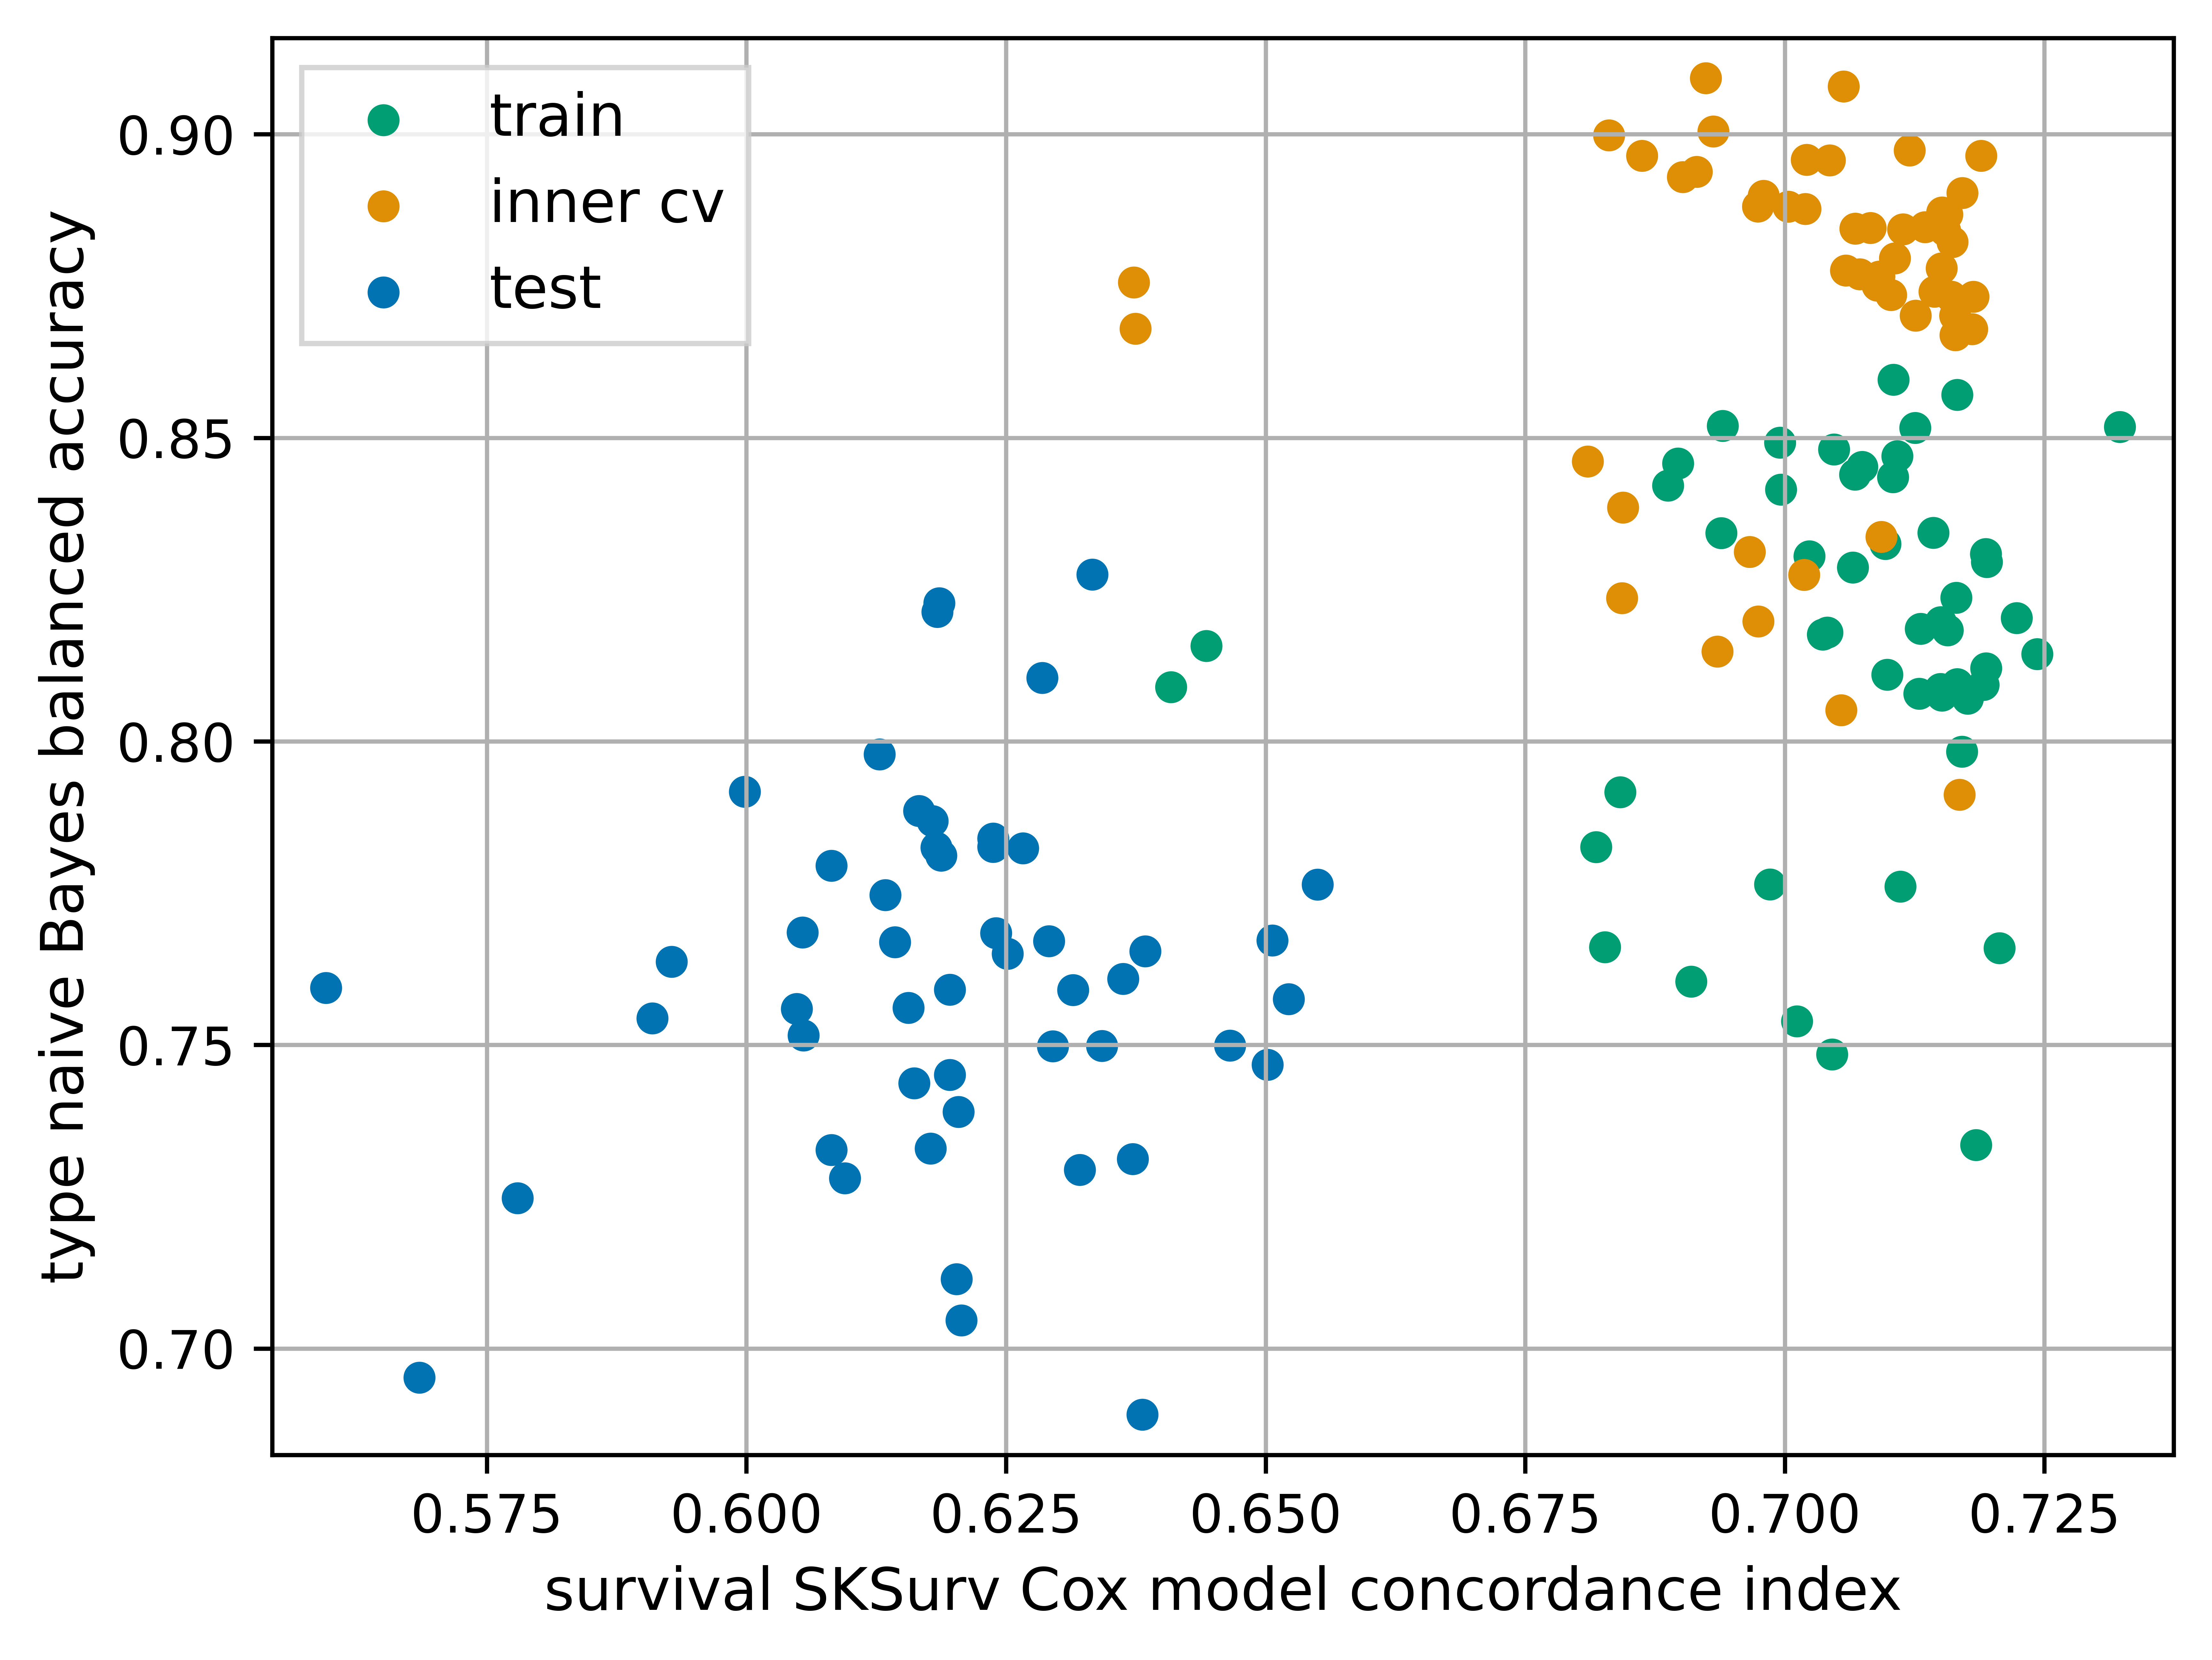 train
inner cv
test
type naive Bayes balanced accuracy
0.90
0.85
0.80
0.75
0.70
0.575 0.600 0.625 0.650 0.675 0.700 0.725
survival SKSurv Cox model concordance index